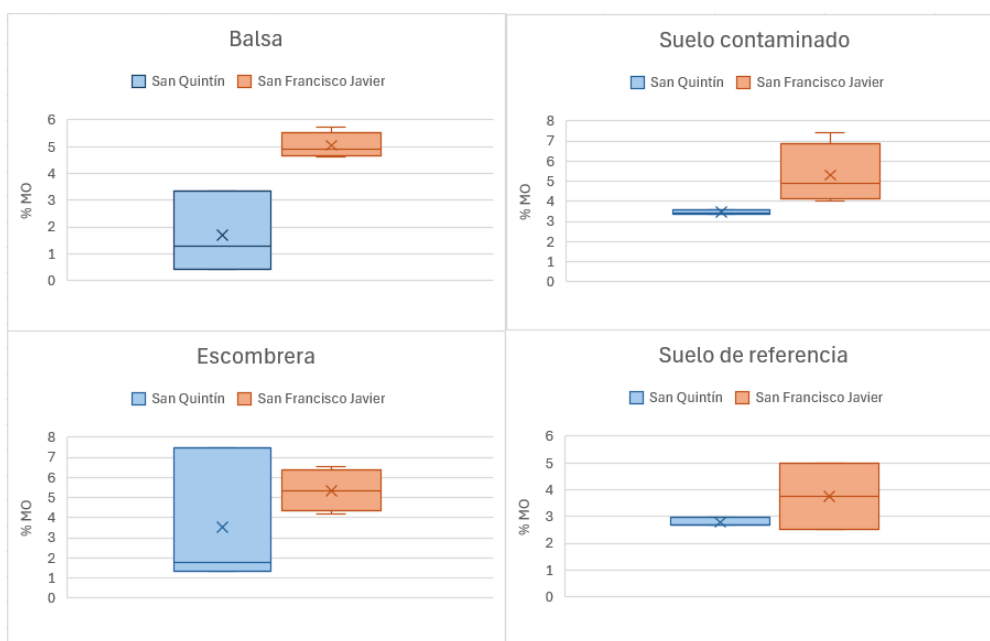 Balsa
San Quintín San Francisco Javier
6
5
4
3
2
1
0
% MO
Suelo contaminado
San Quintín San Francisco Javier
8
7
6
5
4
3
2
1
0
% MO
Escombrera
San Quintín San Francisco Javier
8
7
6
5
4
3
2
1
0
% MO
Suelo de referencia
San Quintín San Francisco Javier
6
5
4
3
2
1
0
% MO